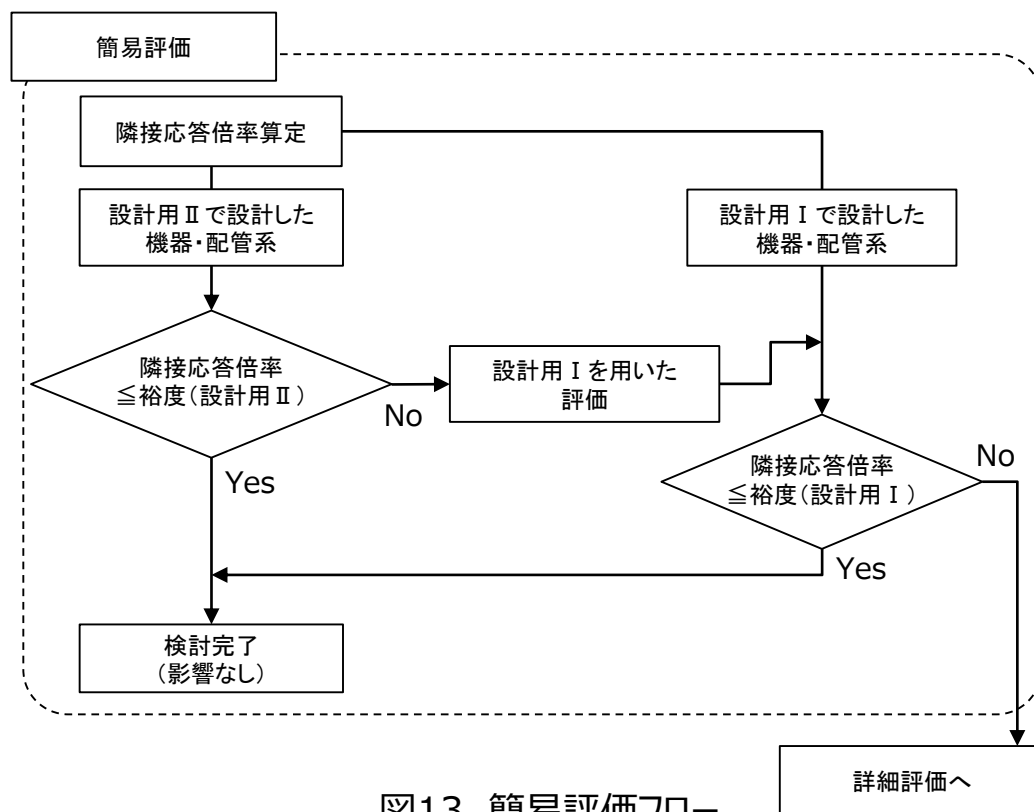 簡易評価
隣接応答倍率算定
設計用Ⅱで設計した
機器・配管系
設計用Ⅰで設計した
機器・配管系
隣接応答倍率
≦裕度(設計用Ⅱ)
No
設計用Ⅰを用いた
評価
隣接応答倍率
≦裕度(設計用Ⅰ)
No
Yes
Yes
検討完了
(影響なし)
詳細評価へ
図13 簡易評価フロー